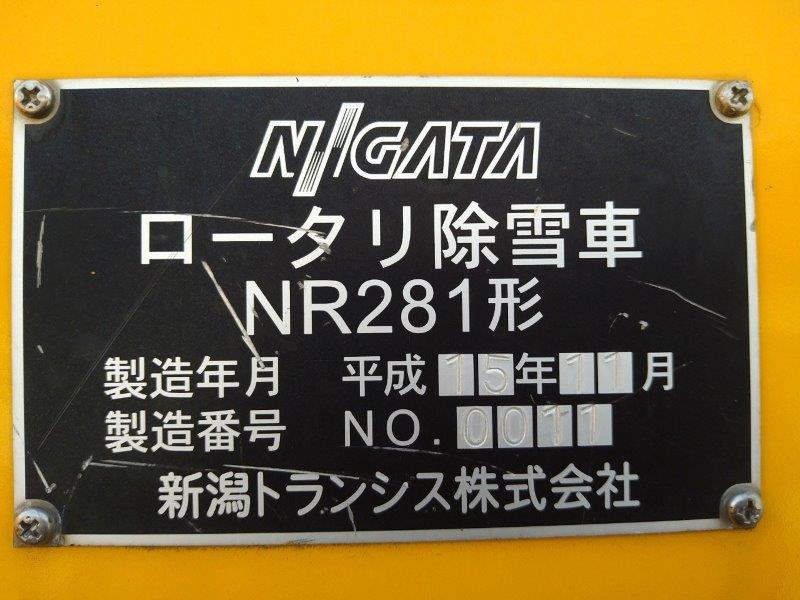 NIIGATA
ロータリ除雪車
NR281形
製造年月 平成15年11月
製造番号 NO.0011
新潟トランシス株式会社